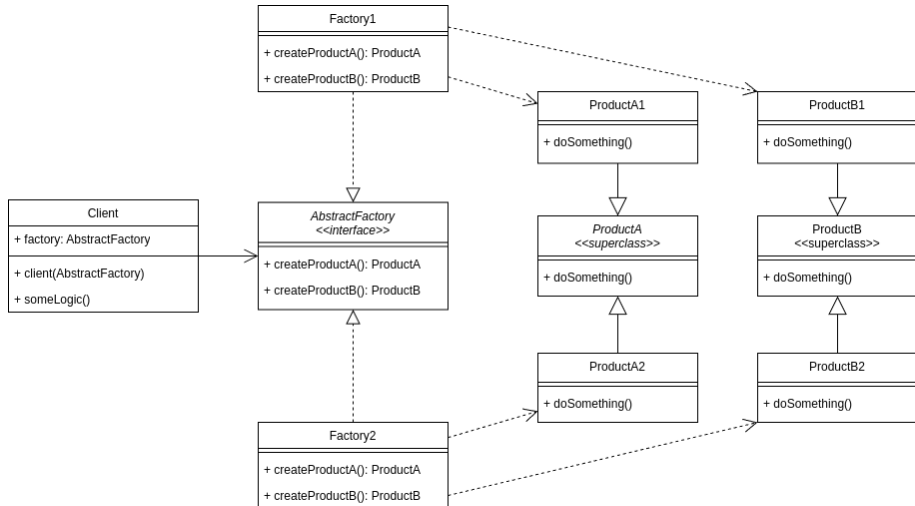 Factory1
+ createProductA(): ProductA
+ createProductB(): ProductB
ProductA1
+ doSomething()
ProductB1
+ doSomething()
Client
+ factory: AbstractFactory
+ client(AbstractFactory)
+ someLogic()
AbstractFactory
<<interface>>
+ createProductA(): ProductA
+ createProductB(): ProductB
ProductA
<<superclass>>
+ doSomething()
ProductB
<<superclass>>
+ doSomething()
ProductA2
+ doSomething()
ProductB2
+ doSomething()
Factory2
+ createProductA(): ProductA
+ createProductB(): ProductB